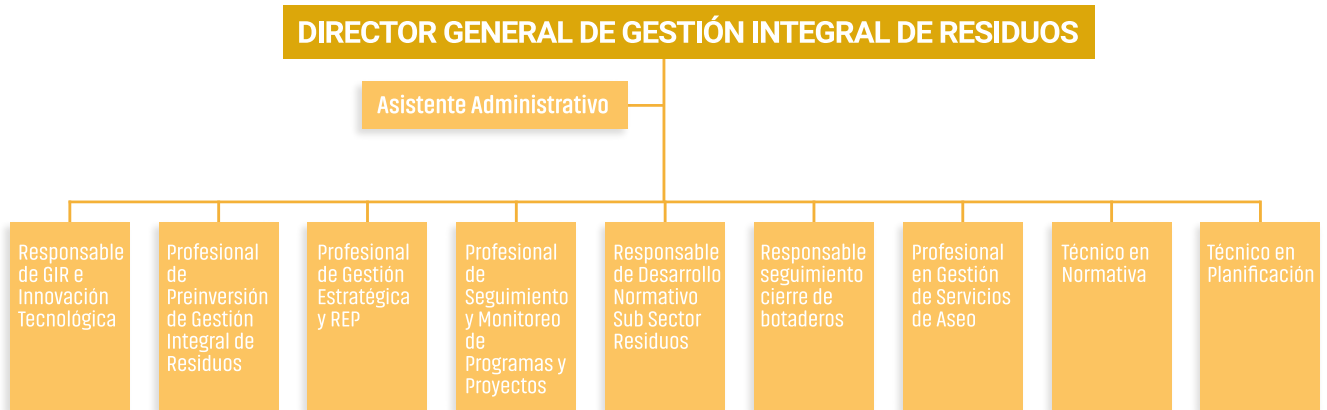 DIRECTOR GENERAL DE GESTIÓN INTEGRAL DE RESIDUOS
Asistente Administrativo
Responsable
de GIR e
Innovación
Tecnológica
Profesional
de
Preinversión
de Gestión
Integral de
Residuos
Profesional
de Gestión
Estratégica
y REP
Profesional
de
Seguimiento
y Monitoreo
de
Programas y
Proyectos
Responsable
de Desarrollo
Normativo
Sub Sector
Residuos
Responsable
seguimiento
cierre de
botaderos
Profesional
en Gestión
de Servicios
de Aseo
Técnico en
Normativa
Técnico en
Planificación